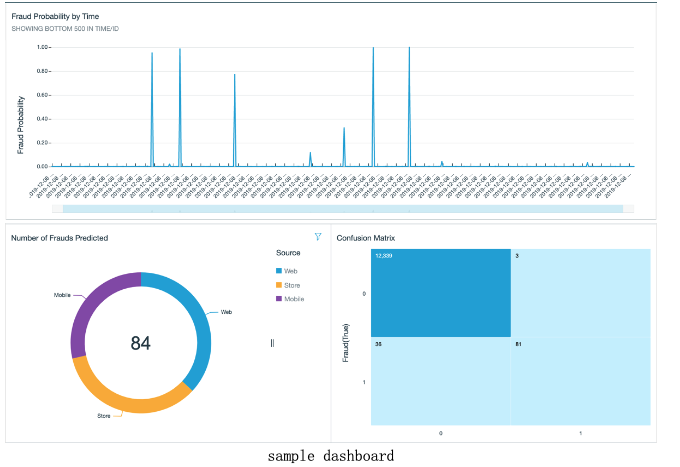 Fraud Probability by Time
SHOWING BOTTOM 500 IN TIME/ID
1.00
0.80
0.60
0.40
0.20
0.00
Fraud Probability
Number of Frauds Predicted
Source
Web
Store
Mobile
Mobile
Web
Store
84
Confusion Matrix
12,339
3
0
Fraud(True)
81
1
0
1
sample dashboard